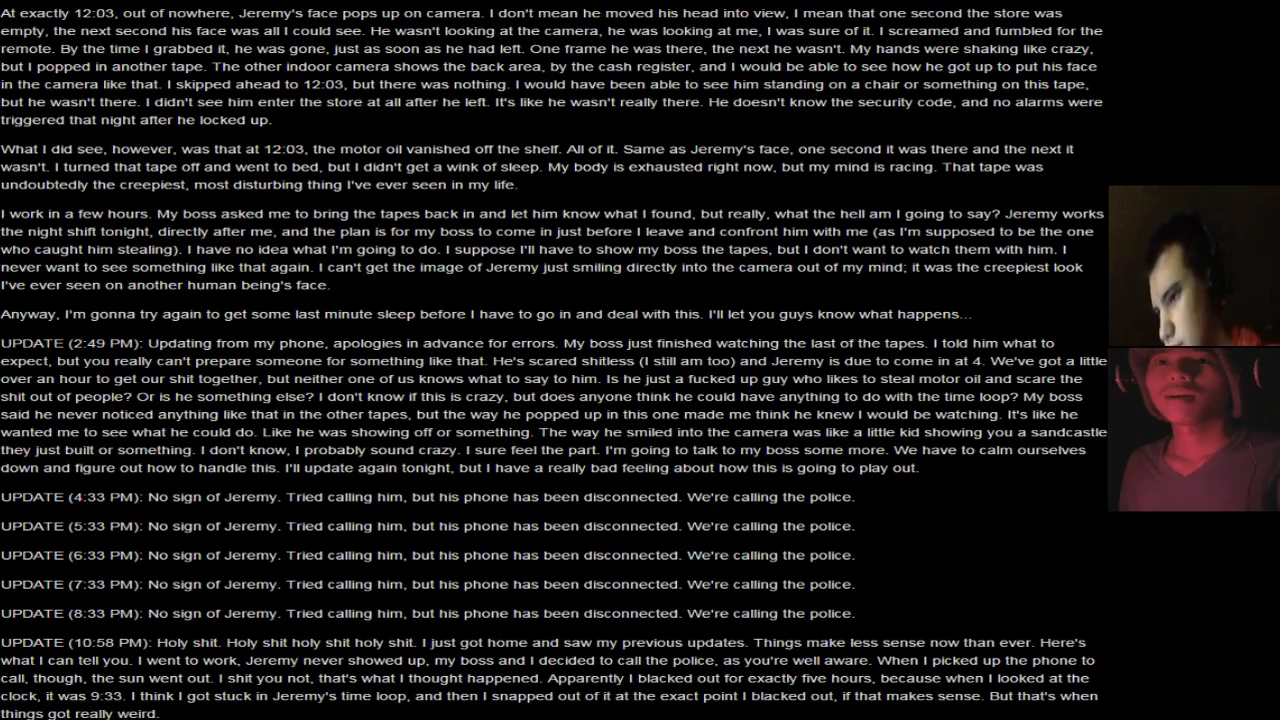 At exactly 12:03, out of nowhere, Jeremy's face pops up on camera. I don't mean he moved his head into view, I mean that one second the store was
empty, the next second his face was all I could see. He wasn't looking at the camera, he was looking at me, I was sure of it. I screamed and fumbled for the
remote. By the time I grabbed it, he was gone, just as soon as he had left. One frame he was there, the next he wasn't. My hands were shaking like crazy,
but I popped in another tape. The other indoor camera shows the back area, by the cash register, and I would be able to see how he got up to put his face
in the camera like that. I skipped ahead to 12:03, but there was nothing. I would have been able to see him standing on a chair or something on this tape,
but he wasn't there. I didn't see him enter the store at all after he left. It's like he wasn't really there. He doesn't know the security code, and no alarms were
triggered that night after he locked up.
What I did see, however, was that at 12:03, the motor oil vanished off the shelf. All of it. Same as Jeremy's face, one second it was there and the next it
wasn't. I turned that tape off and went to bed, but I didn't get a wink of sleep. My body is exhausted right now, but my mind is racing. That tape was
undoubtedly the creepiest, most disturbing thing I've ever seen in my life.
I work in a few hours. My boss asked me to bring the tapes back in and let him know what I found, but really, what the hell am I going to say? Jeremy works
the night shift tonight, directly after me, and the plan is for my boss to come in just before I leave and confront him with me (as I'm supposed to be the one
who caught him stealing). I have no idea what I'm going to do. I suppose I'll have to show my boss the tapes, but I don't want to watch them with him. I
never want to see something like that again. I can't get the image of Jeremy just smiling directly into the camera out of my mind; it was the creepiest look
I've ever seen on another human being's face.
Anyway, I'm gonna try again to get some last minute sleep before I have to go in and deal with this. I'll let you guys know what happens...
UPDATE (2:49 PM): Updating from my phone, apologies in advance for errors. My boss just finished watching the last of the tapes. I told him what to
expect, but you really can't prepare someone for something like that. He's scared shitless (I still am too) and Jeremy is due to come in at 4. We've got a little
over an hour to get our shit together, but neither one of us knows what to say to him. Is he just a fucked up guy who likes to steal motor oil and scare the
shit out of people? Or is he something else? I don't know if this is crazy, but does anyone think he could have anything to do with the time loop? My boss
said he never noticed anything like that in the other tapes, but the way he popped up in this one made me think he knew I would be watching. It's like he
wanted me to see what he could do. Like he was showing off or something. The way he smiled into the camera was like a little kid showing you a sandcastle
they just built or something. I don't know, I probably sound crazy. I sure feel the part. I'm going to talk to my boss some more. We have to calm ourselves
down and figure out how to handle this. I'll update again tonight, but I have a really bad feeling about how this is going to play out.
UPDATE (4:33 PM): No sign of Jeremy. Tried calling him, but his phone has been disconnected. We're calling the police.
UPDATE (5:33 PM): No sign of Jeremy. Tried calling him, but his phone has been disconnected. We're calling the police.
UPDATE (6:33 PM): No sign of Jeremy. Tried calling him, but his phone has been disconnected. We're calling the police.
UPDATE (7:33 PM): No sign of Jeremy. Tried calling him, but his phone has been disconnected. We're calling the police.
UPDATE (8:33 PM): No sign of Jeremy. Tried calling him, but his phone has been disconnected. We're calling the police.
UPDATE (10:58 PM): Holy shit. Holy shit holy shit holy shit. I just got home and saw my previous updates. Things make less sense now than ever. Here's
what I can tell you. I went to work, Jeremy never showed up, my boss and I decided to call the police, as you're well aware. When I picked up the phone to
call, though, the sun went out. I shit you not, that's what I thought happened. Apparently I blacked out for exactly five hours, because when I looked at the
clock, it was 9:33. I think I got stuck in Jeremy's time loop, and then I snapped out of it at the exact point I blacked out, if that makes sense. But that's when
things got really weird.